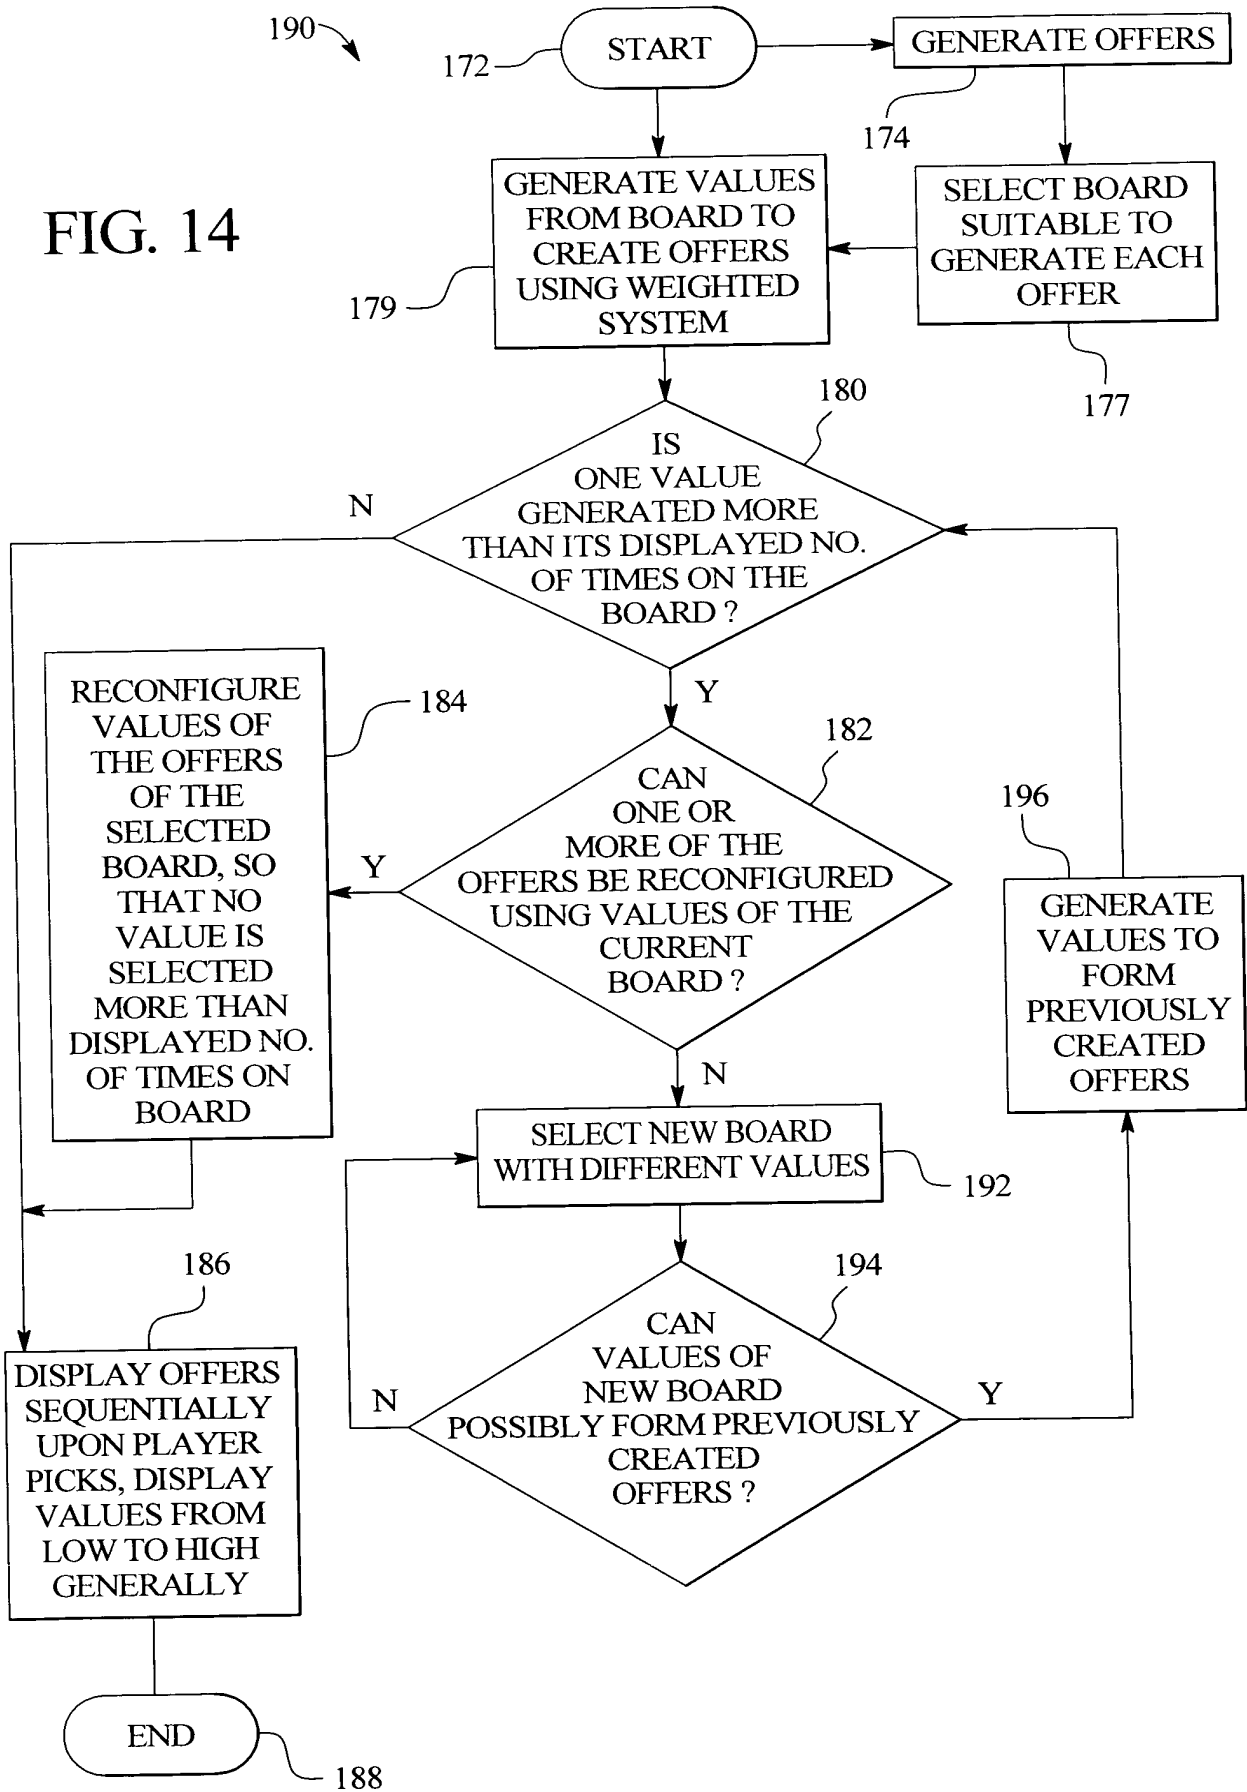 190
172
START
GENERATE OFFERS
174
FIG. 14
GENERATE VALUES
FROM BOARD TO
CREATE OFFERS
USING WEIGHTED
SYSTEM
179
SELECT BOARD
SUITABLE TO
GENERATE EACH
OFFER
177
180
IS
ONE VALUE
GENERATED MORE
THAN ITS DISPLAYED NO.
OF TIMES ON THE
BOARD ?
N
Y
RECONFIGURE
VALUES OF
THE OFFERS
OF THE
SELECTED
BOARD, SO
THAT NO
VALUE IS
SELECTED
MORE THAN
DISPLAYED NO.
OF TIMES ON
BOARD
184
182
CAN
ONE OR
MORE OF THE
OFFERS BE RECONFIGURED
USING VALUES OF THE
CURRENT
BOARD ?
Y
N
196
GENERATE
VALUES TO
FORM
PREVIOUSLY
CREATED
OFFERS
SELECT NEW BOARD
WITH DIFFERENT VALUES
192
194
CAN
VALUES OF
NEW BOARD
POSSIBLY FORM PREVIOUSLY
CREATED
OFFERS ?
N
Y
186
DISPLAY OFFERS
SEQUENTIALLY
UPON PLAYER
PICKS, DISPLAY
VALUES FROM
LOW TO HIGH
GENERALLY
END
188